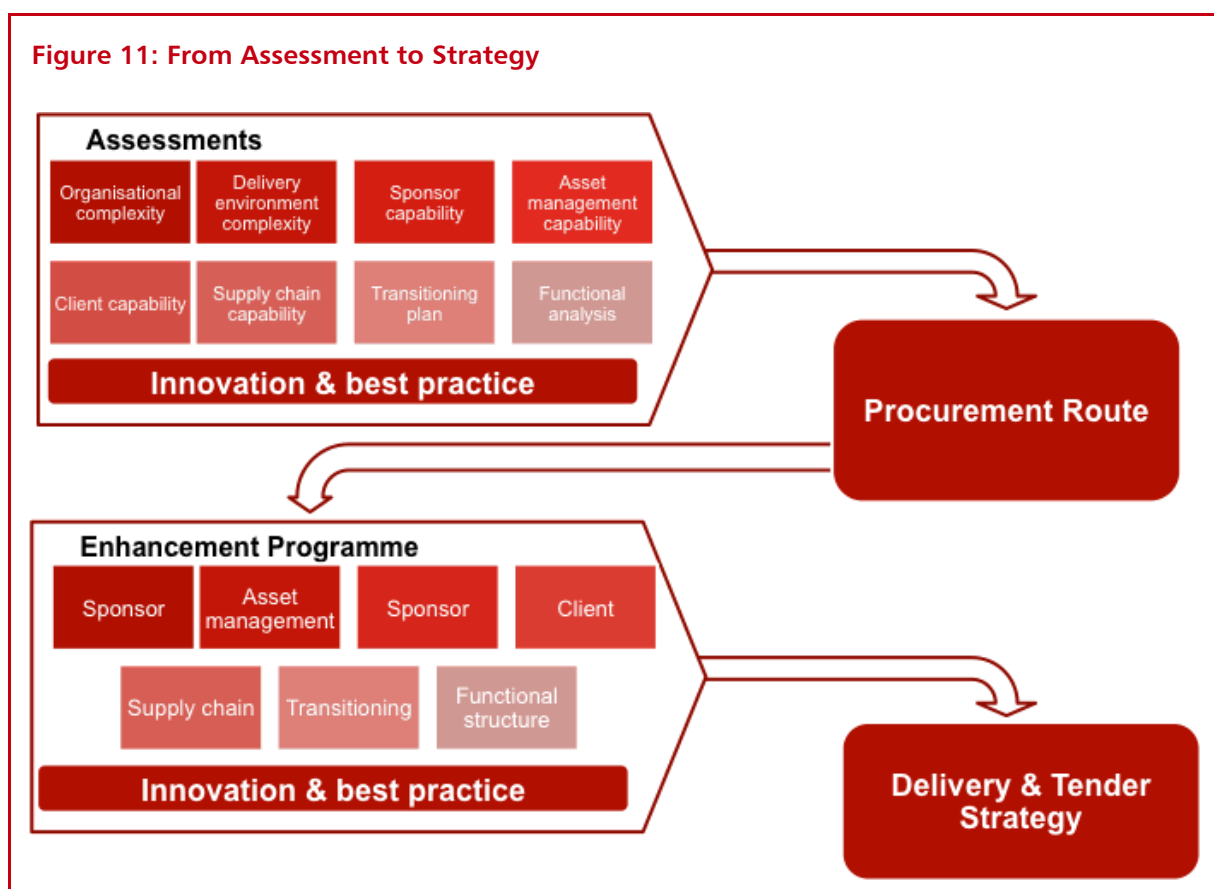 Figure 11: From Assessment to Strategy
Assessments
Organisational
complexity
Delivery
environment
complexity
Sponsor
capability
Asset
management
capability
Client capability
Supply chain
capability
Transitioning
plan
Functional
analysis
Innovation & best practice
Procurement Route
Enhancement Programme
Sponsor
Asset
management
Sponsor
Client
Supply chain
Transitioning
Functional
structure
Innovation & best practice
Delivery & Tender
Strategy